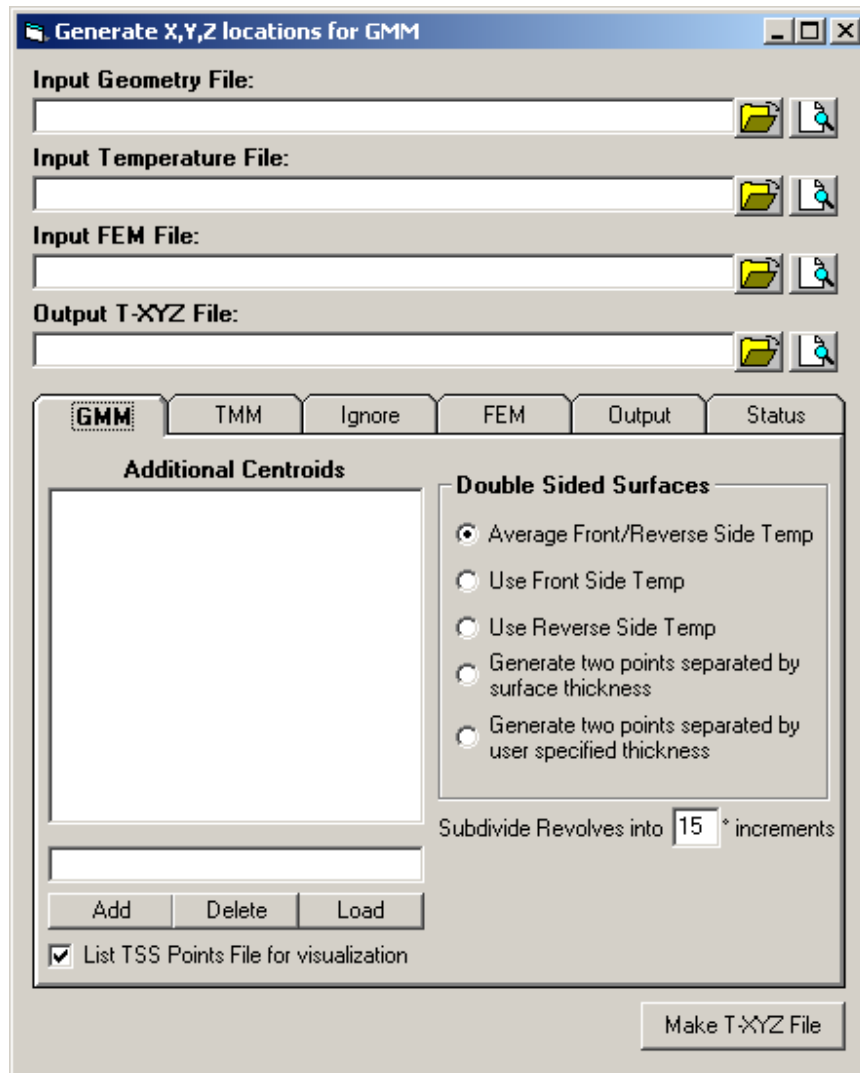 Generate X,Y,Z locations for GMM
Input Geometry File:
Input Temperature File:
Input FEM File:
Output T-XYZ File:
GMM TMM Ignore FEM Output Status
Additional Centroids
Double Sided Surfaces
Average Front/Reverse Side Temp
Use Front Side Temp
Use Reverse Side Temp
Generate two points separated by
surface thickness
Generate two points separated by
user specified thickness
Subdivide Revolves into 15 ° increments
Add Delete Load
List TSS Points File for visualization
Make T-XYZ File